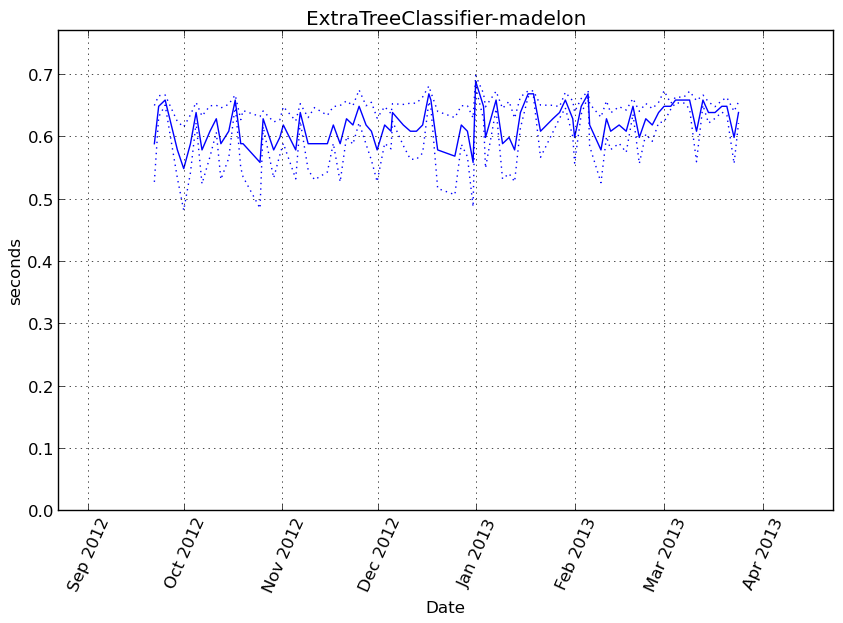 ExtraTreeClassifier-madelon
0.7
0.6
0.5
0.4
0.3
0.2
0.1
0.0
seconds
Sep 2012
Oct 2012
Nov 2012
Dec 2012
Jan 2013
Feb 2013
Mar 2013
Apr 2013
Date